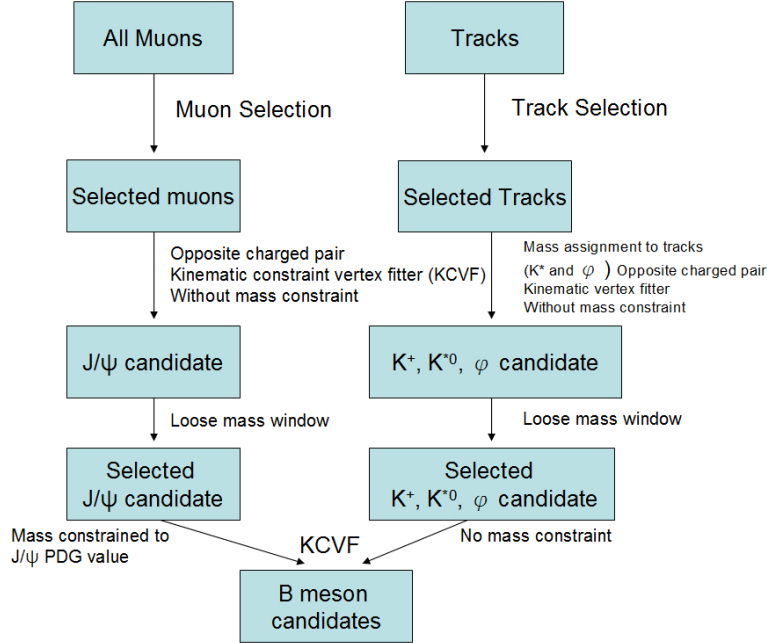 All Muons
Tracks
Muon Selection
Track Selection
Selected muons
Selected Tracks
Opposite charged pair
Kinematic constraint vertex fitter (KCVF)
Without mass constraint
Mass assignment to tracks
(K* and φ ) Opposite charged pair
Kinematic vertex fitter
Without mass constraint
J/ψ candidate
K⁺, K*⁰, φ candidate
Loose mass window
Loose mass window
Selected
J/ψ candidate
Selected
K⁺, K*⁰, φ candidate
Mass constrained to
J/ψ PDG value
KCVF
No mass constraint
B meson
candidates